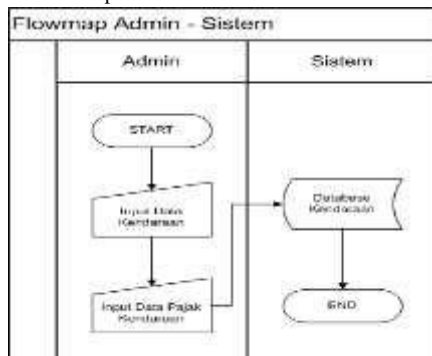 Flowmap Admin - Sistem
Admin
Sistem
START
Input Data
Kendaraan
Database
Kendaraan
Input Data Pajak
Kendaraan
END